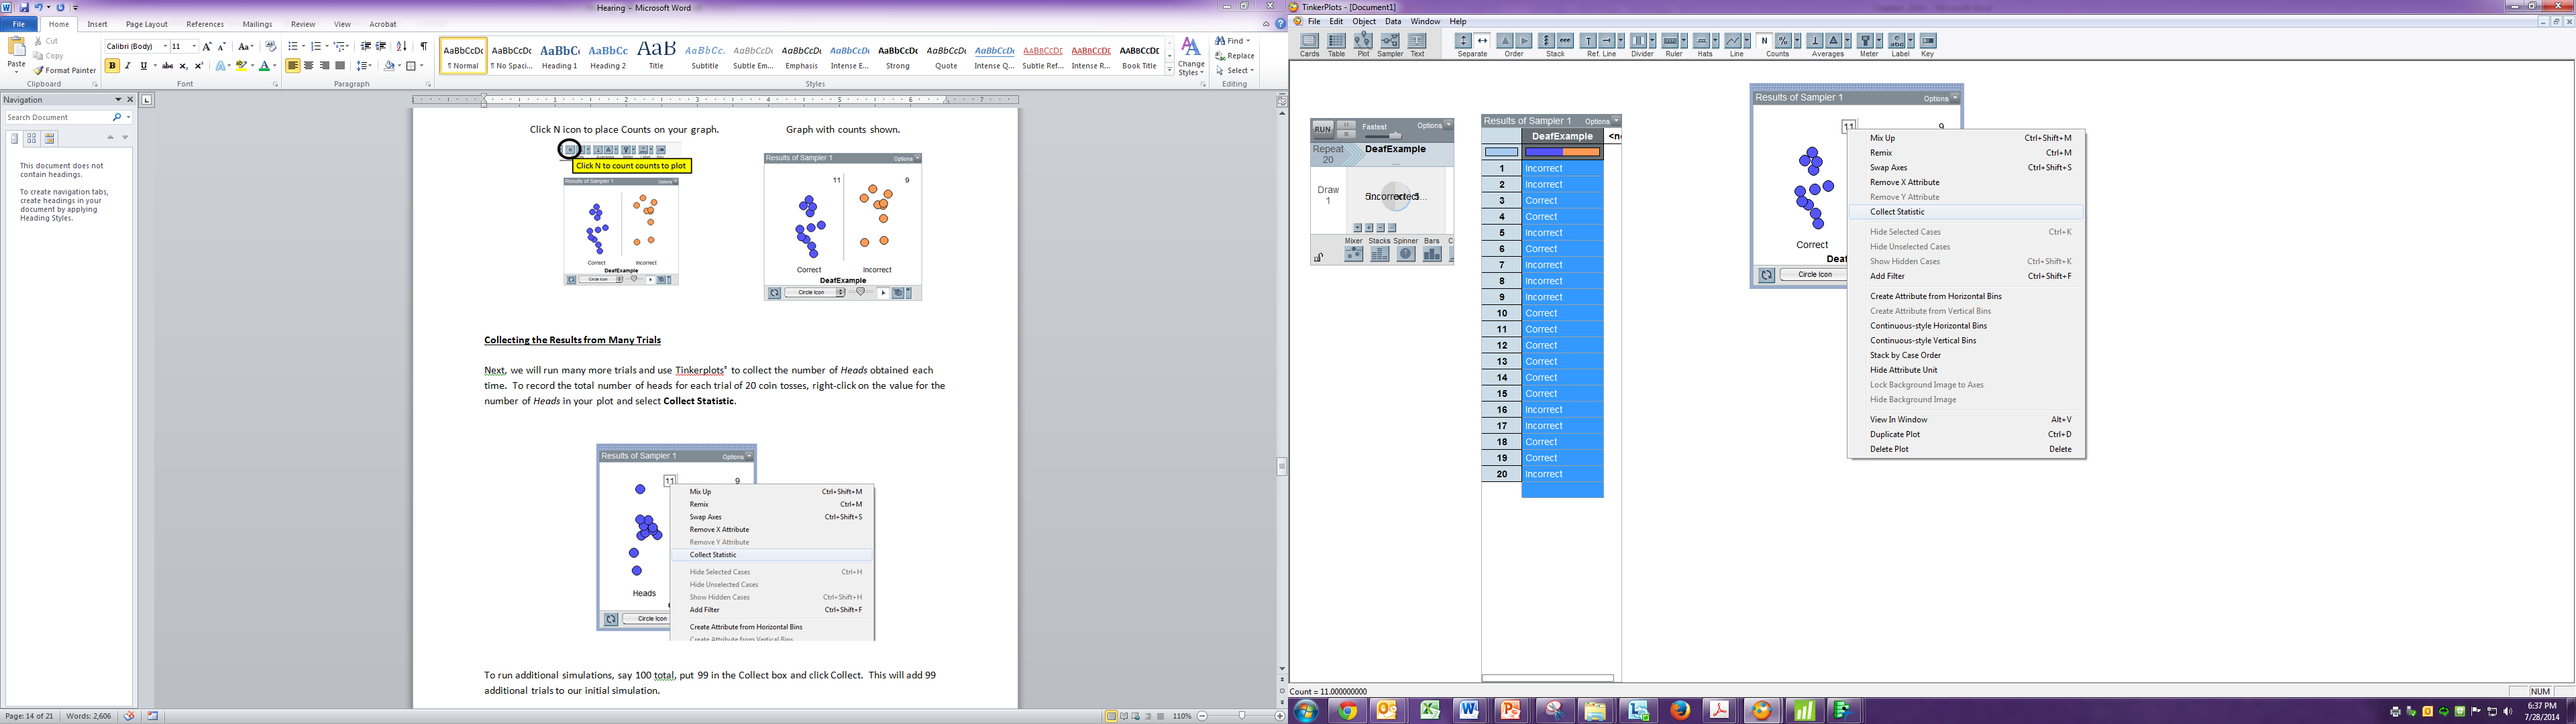 Hearing - Microsoft Word
File Home Insert Page Layout References Mailings Review View Acrobat
Cut
Copy
Format Painter
Paste
Clipboard
Calibri (Body) 11
Font
Paragraph
AaBbCcDc AaBbCcDc AaBbC AaBbCc AaB AaBbCc. AaBbCcDc AaBbCcDc AaBbCcDc AaBbCcDc AaBbCcDc AABBCCDD AABBCCDD AaBbCcDc
¶ Normal ¶ No Spaci... Heading 1 Heading 2 Title Subtitle Subtle Em... Emphasis Intense E... Strong Quote Intense Q... Subtle Ref... Intense R... Book Title
Styles
Change Styles
Find
Replace
Select
Editing
Navigation
Search Document
This document does not
contain headings.
To create navigation tabs,
create headings in your
document by applying
Heading Styles.
Click N icon to place Counts on your graph.
Graph with counts shown.
Click N to count counts to plot
Results of Sampler 1 Options
Correct Incorrect
DeafExample
Circle Icon
Results of Sampler 1 Options
11 9
Correct Incorrect
DeafExample
Circle Icon
Collecting the Results from Many Trials
Next, we will run many more trials and use Tinkerplots® to collect the number of Heads obtained each
time. To record the total number of heads for each trial of 20 coin tosses, right-click on the value for the
number of Heads in your plot and select Collect Statistic.
Results of Sampler 1 Options
11 9
Heads
Circle Icon
Mix Up Ctrl+Shift+M
Remix Ctrl+M
Swap Axes Ctrl+Shift+S
Remove X Attribute
Remove Y Attribute
Collect Statistic
Hide Selected Cases Ctrl+H
Hide Unselected Cases
Show Hidden Cases Ctrl+Shift+H
Add Filter Ctrl+Shift+F
Create Attribute from Horizontal Bins
Create Attribute from Vertical Bins
To run additional simulations, say 100 total, put 99 in the Collect box and click Collect. This will add 99
additional trials to our initial simulation.
Page: 14 of 21 Words: 2,606 110%
TinkerPlots - [Document1]
File Edit Object Data Window Help
Cards Table Plot Sampler Text Separate Order Stack Ref. Line Divider Ruler Hats Line Counts Averages Meter Label Key
RUN Fastest Options
Repeat
20
DeafExample
Draw
1
Mixer Stacks Spinner Bars
Results of Sampler 1 Options
DeafExample
1 Incorrect
2 Incorrect
3 Correct
4 Correct
5 Incorrect
6 Correct
7 Incorrect
8 Incorrect
9 Incorrect
10 Correct
11 Correct
12 Correct
13 Correct
14 Correct
15 Correct
16 Incorrect
17 Incorrect
18 Correct
19 Correct
20 Incorrect
Results of Sampler 1 Options
11 9
Correct
Circle Icon
Mix Up Ctrl+Shift+M
Remix Ctrl+M
Swap Axes Ctrl+Shift+S
Remove X Attribute
Remove Y Attribute
Collect Statistic
Hide Selected Cases Ctrl+K
Hide Unselected Cases
Show Hidden Cases Ctrl+Shift+K
Add Filter Ctrl+Shift+F
Create Attribute from Horizontal Bins
Create Attribute from Vertical Bins
Continuous-style Horizontal Bins
Continuous-style Vertical Bins
Stack by Case Order
Hide Attribute Unit
Lock Background Image to Axes
Hide Background Image
View In Window Alt+V
Duplicate Plot Ctrl+D
Delete Plot Delete
Count = 11.000000000
NUM
6:37 PM
7/28/2014